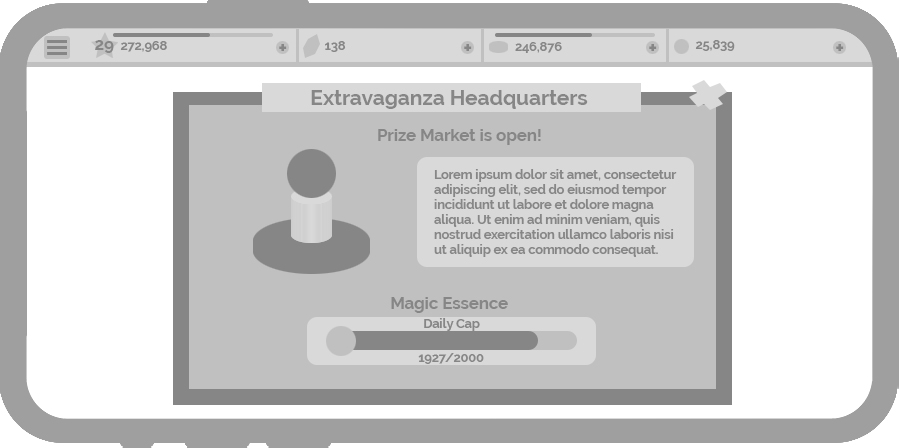 29 272,968 138 246,876 25,839
Extravaganza Headquarters
Prize Market is open!
Lorem ipsum dolor sit amet, consectetur
adipiscing elit, sed do eiusmod tempor
incididunt ut labore et dolore magna
aliqua. Ut enim ad minim veniam, quis
nostrud exercitation ullamco laboris nisi
ut aliquip ex ea commodo consequat.
Magic Essence
Daily Cap
1927/2000